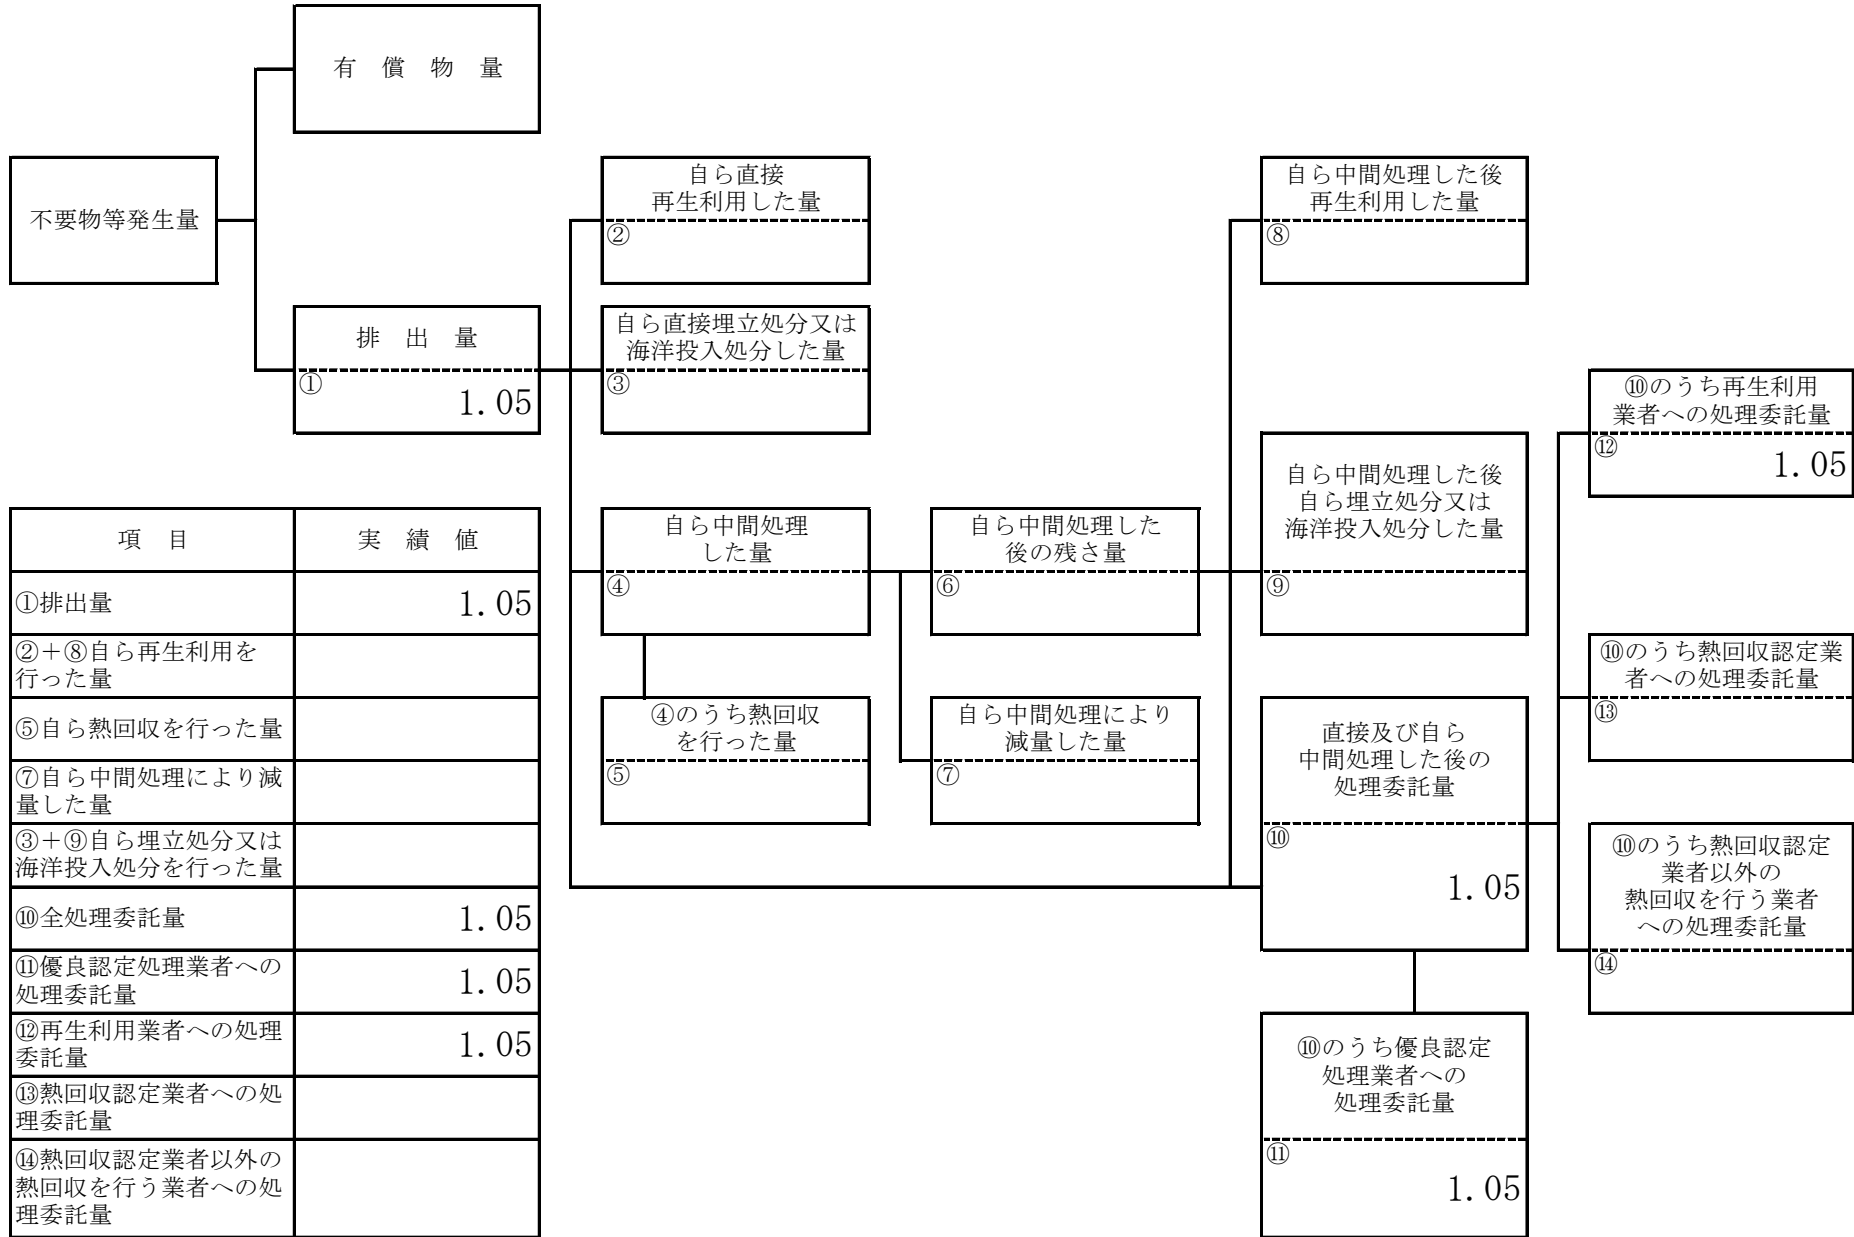 有　償　物　量
不要物等発生量
排　出　量
①
1.05
自ら直接
再生利用した量
②
自ら直接埋立処分又は
海洋投入処分した量
③
自ら中間処理
した量
④
④のうち熱回収
を行った量
⑤
自ら中間処理した
後の残さ量
⑥
自ら中間処理により
減量した量
⑦
自ら中間処理した後
再生利用した量
⑧
自ら中間処理した後
自ら埋立処分又は
海洋投入処分した量
⑨
直接及び自ら
中間処理した後の
処理委託量
⑩
1.05
⑩のうち優良認定
処理業者への
処理委託量
⑪
1.05
⑩のうち再生利用
業者への処理委託量
⑫
1.05
⑩のうち熱回収認定業
者への処理委託量
⑬
⑩のうち熱回収認定
業者以外の
熱回収を行う業者
への処理委託量
⑭
項　目　実　績　値
①排出量　1.05
②＋⑧自ら再生利用を
行った量
⑤自ら熱回収を行った量
⑦自ら中間処理により減
量した量
③＋⑨自ら埋立処分又は
海洋投入処分を行った量
⑩全処理委託量　1.05
⑪優良認定処理業者への
処理委託量　1.05
⑫再生利用業者への処理
委託量　1.05
⑬熱回収認定業者への処
理委託量
⑭熱回収認定業者以外の
熱回収を行う業者への処
理委託量